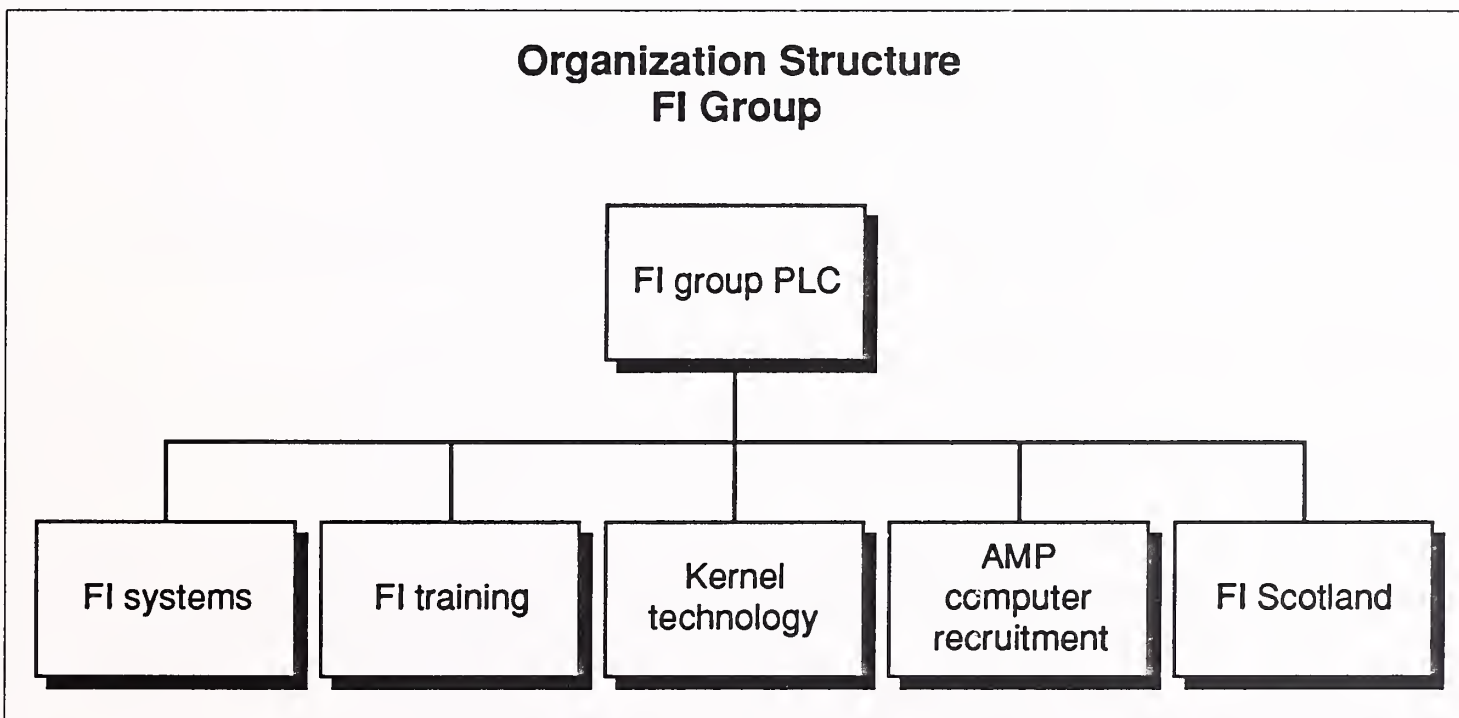 Organization Structure
FI Group
FI group PLC
FI systems
FI training
Kernel
technology
AMP
computer
recruitment
FI Scotland